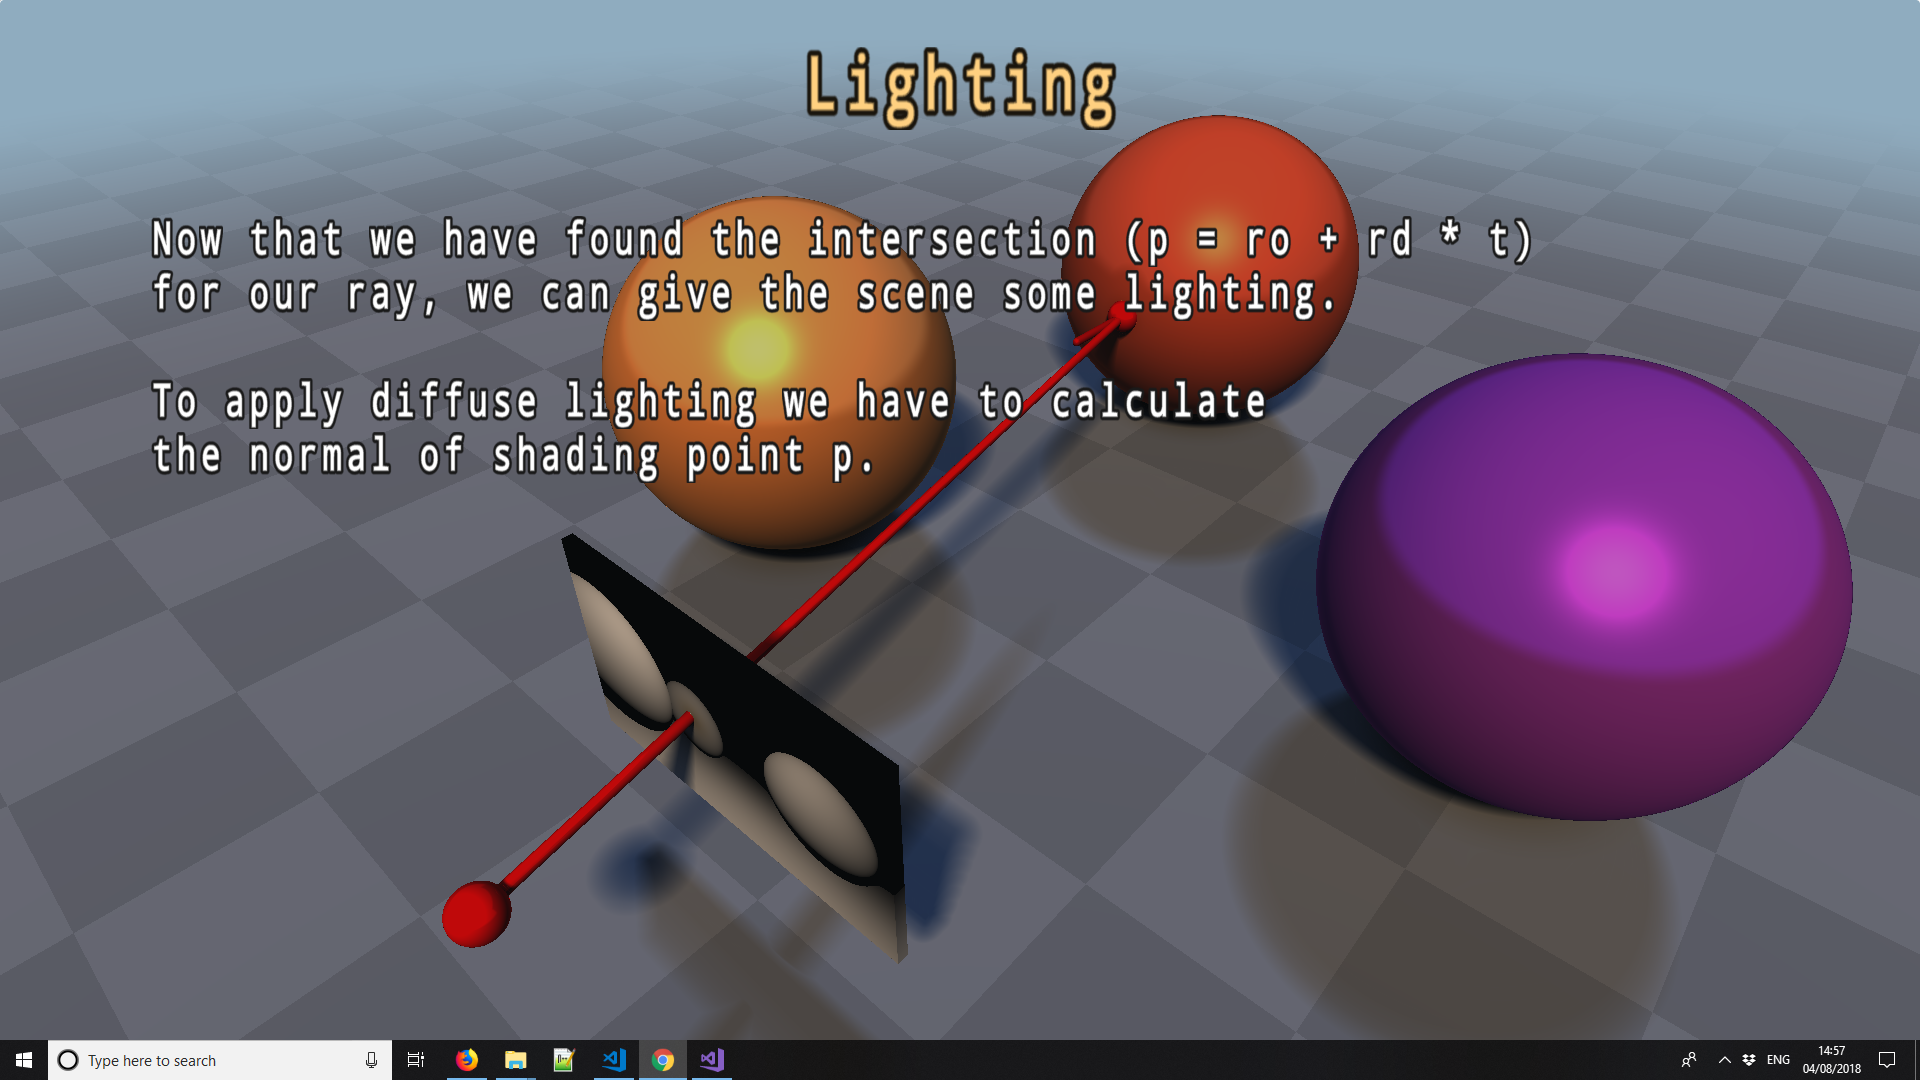 Lighting
Now that we have found the intersection (p = ro + rd * t)
for our ray, we can give the scene some lighting.
To apply diffuse lighting we have to calculate
the normal of shading point p.
Type here to search
ENG
14:57
04/08/2018